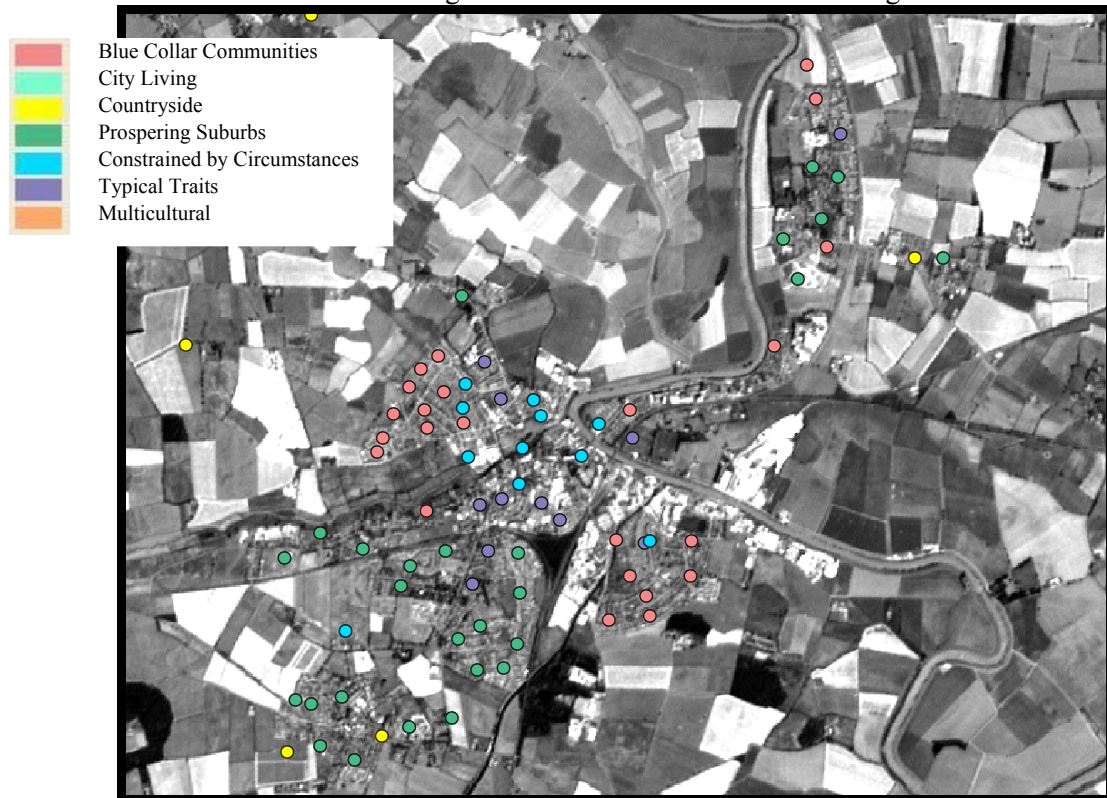 Blue Collar Communities
City Living
Countryside
Prospering Suburbs
Constrained by Circumstances
Typical Traits
Multicultural